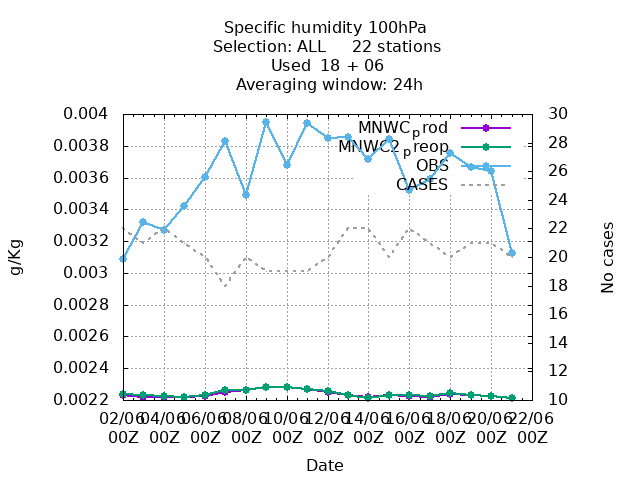 Specific humidity 100hPa
Selection: ALL 22 stations
Used 18 + 06
Averaging window: 24h
0.004
0.0038
0.0036
0.0034
0.0032
0.003
0.0028
0.0026
0.0024
0.0022
g/Kg
MNWC_prod
MNWC2_preop
OBS
CASES
30
28
26
24
22
20
18
16
14
12
10
No cases
02/06 04/06 06/06 08/06 10/06 12/06 14/06 16/06 18/06 20/06 22/06
00Z 00Z 00Z 00Z 00Z 00Z 00Z 00Z 00Z 00Z 00Z
Date